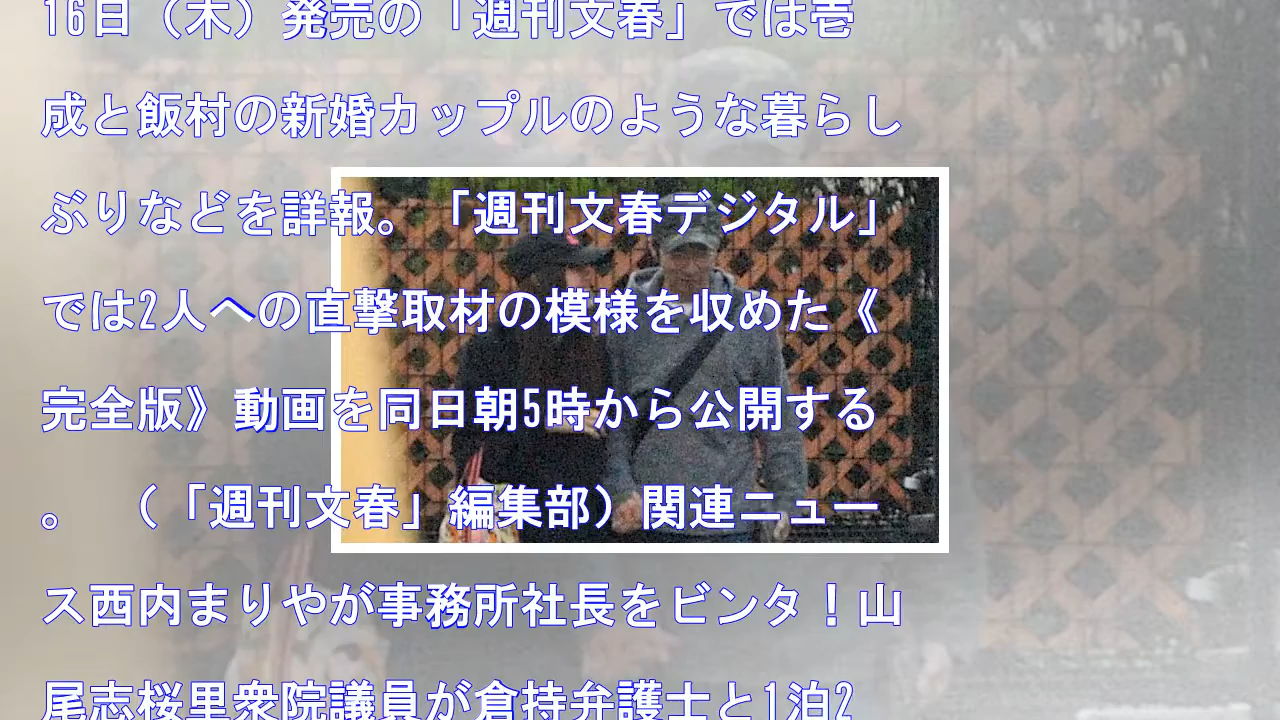 16日（木）発売の「週刊文春」では壱
成と飯村の新婚カップルのような暮らし
ぶりなどを詳報。「週刊文春デジタル」
では2人への直撃取材の模様を収めた《
完全版》動画を同日朝5時から公開する
。　（「週刊文春」編集部）関連ニュー
ス西内まりやが事務所社長をビンタ！山
尾志桜里衆院議員が倉持弁護士と1泊2